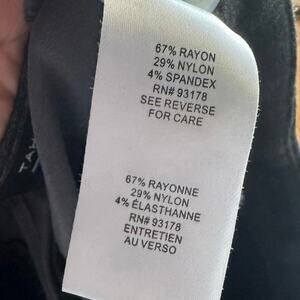 67% RAYON
29% NYLON
4% SPANDEX
RN# 93178
SEE REVERSE
FOR CARE
67% RAYONNE
29% NYLON
4% ÉLASTHANNE
RN# 93178
ENTRETIEN
AU VERSO